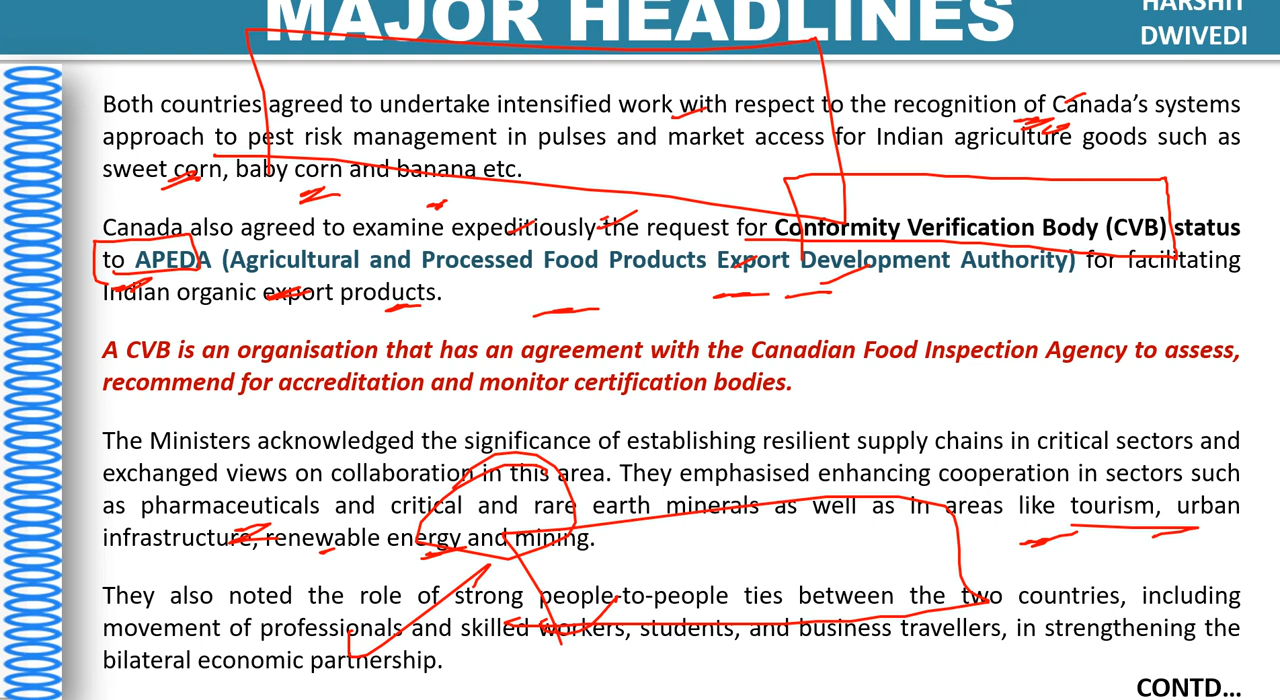 MAJOR HEADLINES
HARSHIT
DWIVEDI
Both countries agreed to undertake intensified work with respect to the recognition of Canada's systems
approach to pest risk management in pulses and market access for Indian agriculture goods such as
sweet corn, baby corn and banana etc.
Canada also agreed to examine expeditiously the request for Conformity Verification Body (CVB) status
to APEDA (Agricultural and Processed Food Products Export Development Authority) for facilitating
Indian organic export products.
A CVB is an organisation that has an agreement with the Canadian Food Inspection Agency to assess,
recommend for accreditation and monitor certification bodies.
The Ministers acknowledged the significance of establishing resilient supply chains in critical sectors and
exchanged views on collaboration in this area. They emphasised enhancing cooperation in sectors such
as pharmaceuticals and critical and rare earth minerals as well as in areas like tourism, urban
infrastructure, renewable energy and mining.
They also noted the role of strong people-to-people ties between the two countries, including
movement of professionals and skilled workers, students, and business travellers, in strengthening the
bilateral economic partnership.
CONTD...